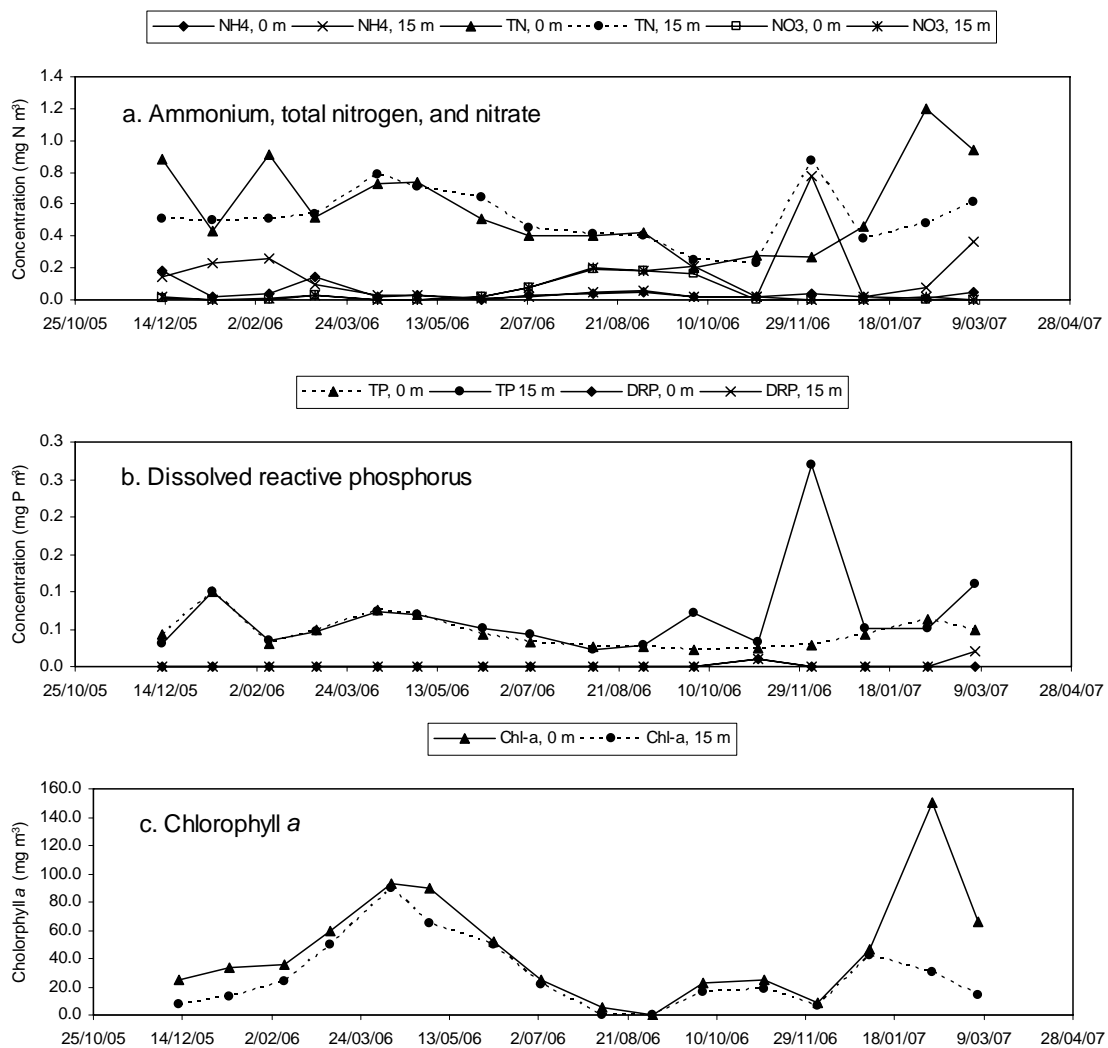 NH4, 0 m NH4, 15 m TN, 0 m TN, 15 m NO3, 0 m NO3, 15 m
a. Ammonium, total nitrogen, and nitrate
Concentration (mg N m³)
1.4
1.2
1.0
0.8
0.6
0.4
0.2
0.0
25/10/05 14/12/05 2/02/06 24/03/06 13/05/06 2/07/06 21/08/06 10/10/06 29/11/06 18/01/07 9/03/07 28/04/07
TP, 0 m TP 15 m DRP, 0 m DRP, 15 m
b. Dissolved reactive phosphorus
Concentration (mg P m³)
0.3
0.3
0.2
0.2
0.1
0.1
0.0
25/10/05 14/12/05 2/02/06 24/03/06 13/05/06 2/07/06 21/08/06 10/10/06 29/11/06 18/01/07 9/03/07 28/04/07
Chl-a, 0 m Chl-a, 15 m
c. Chlorophyll a
Cholorphyll a (mg m³)
160.0
140.0
120.0
100.0
80.0
60.0
40.0
20.0
0.0
25/10/05 14/12/05 2/02/06 24/03/06 13/05/06 2/07/06 21/08/06 10/10/06 29/11/06 18/01/07 9/03/07 28/04/07